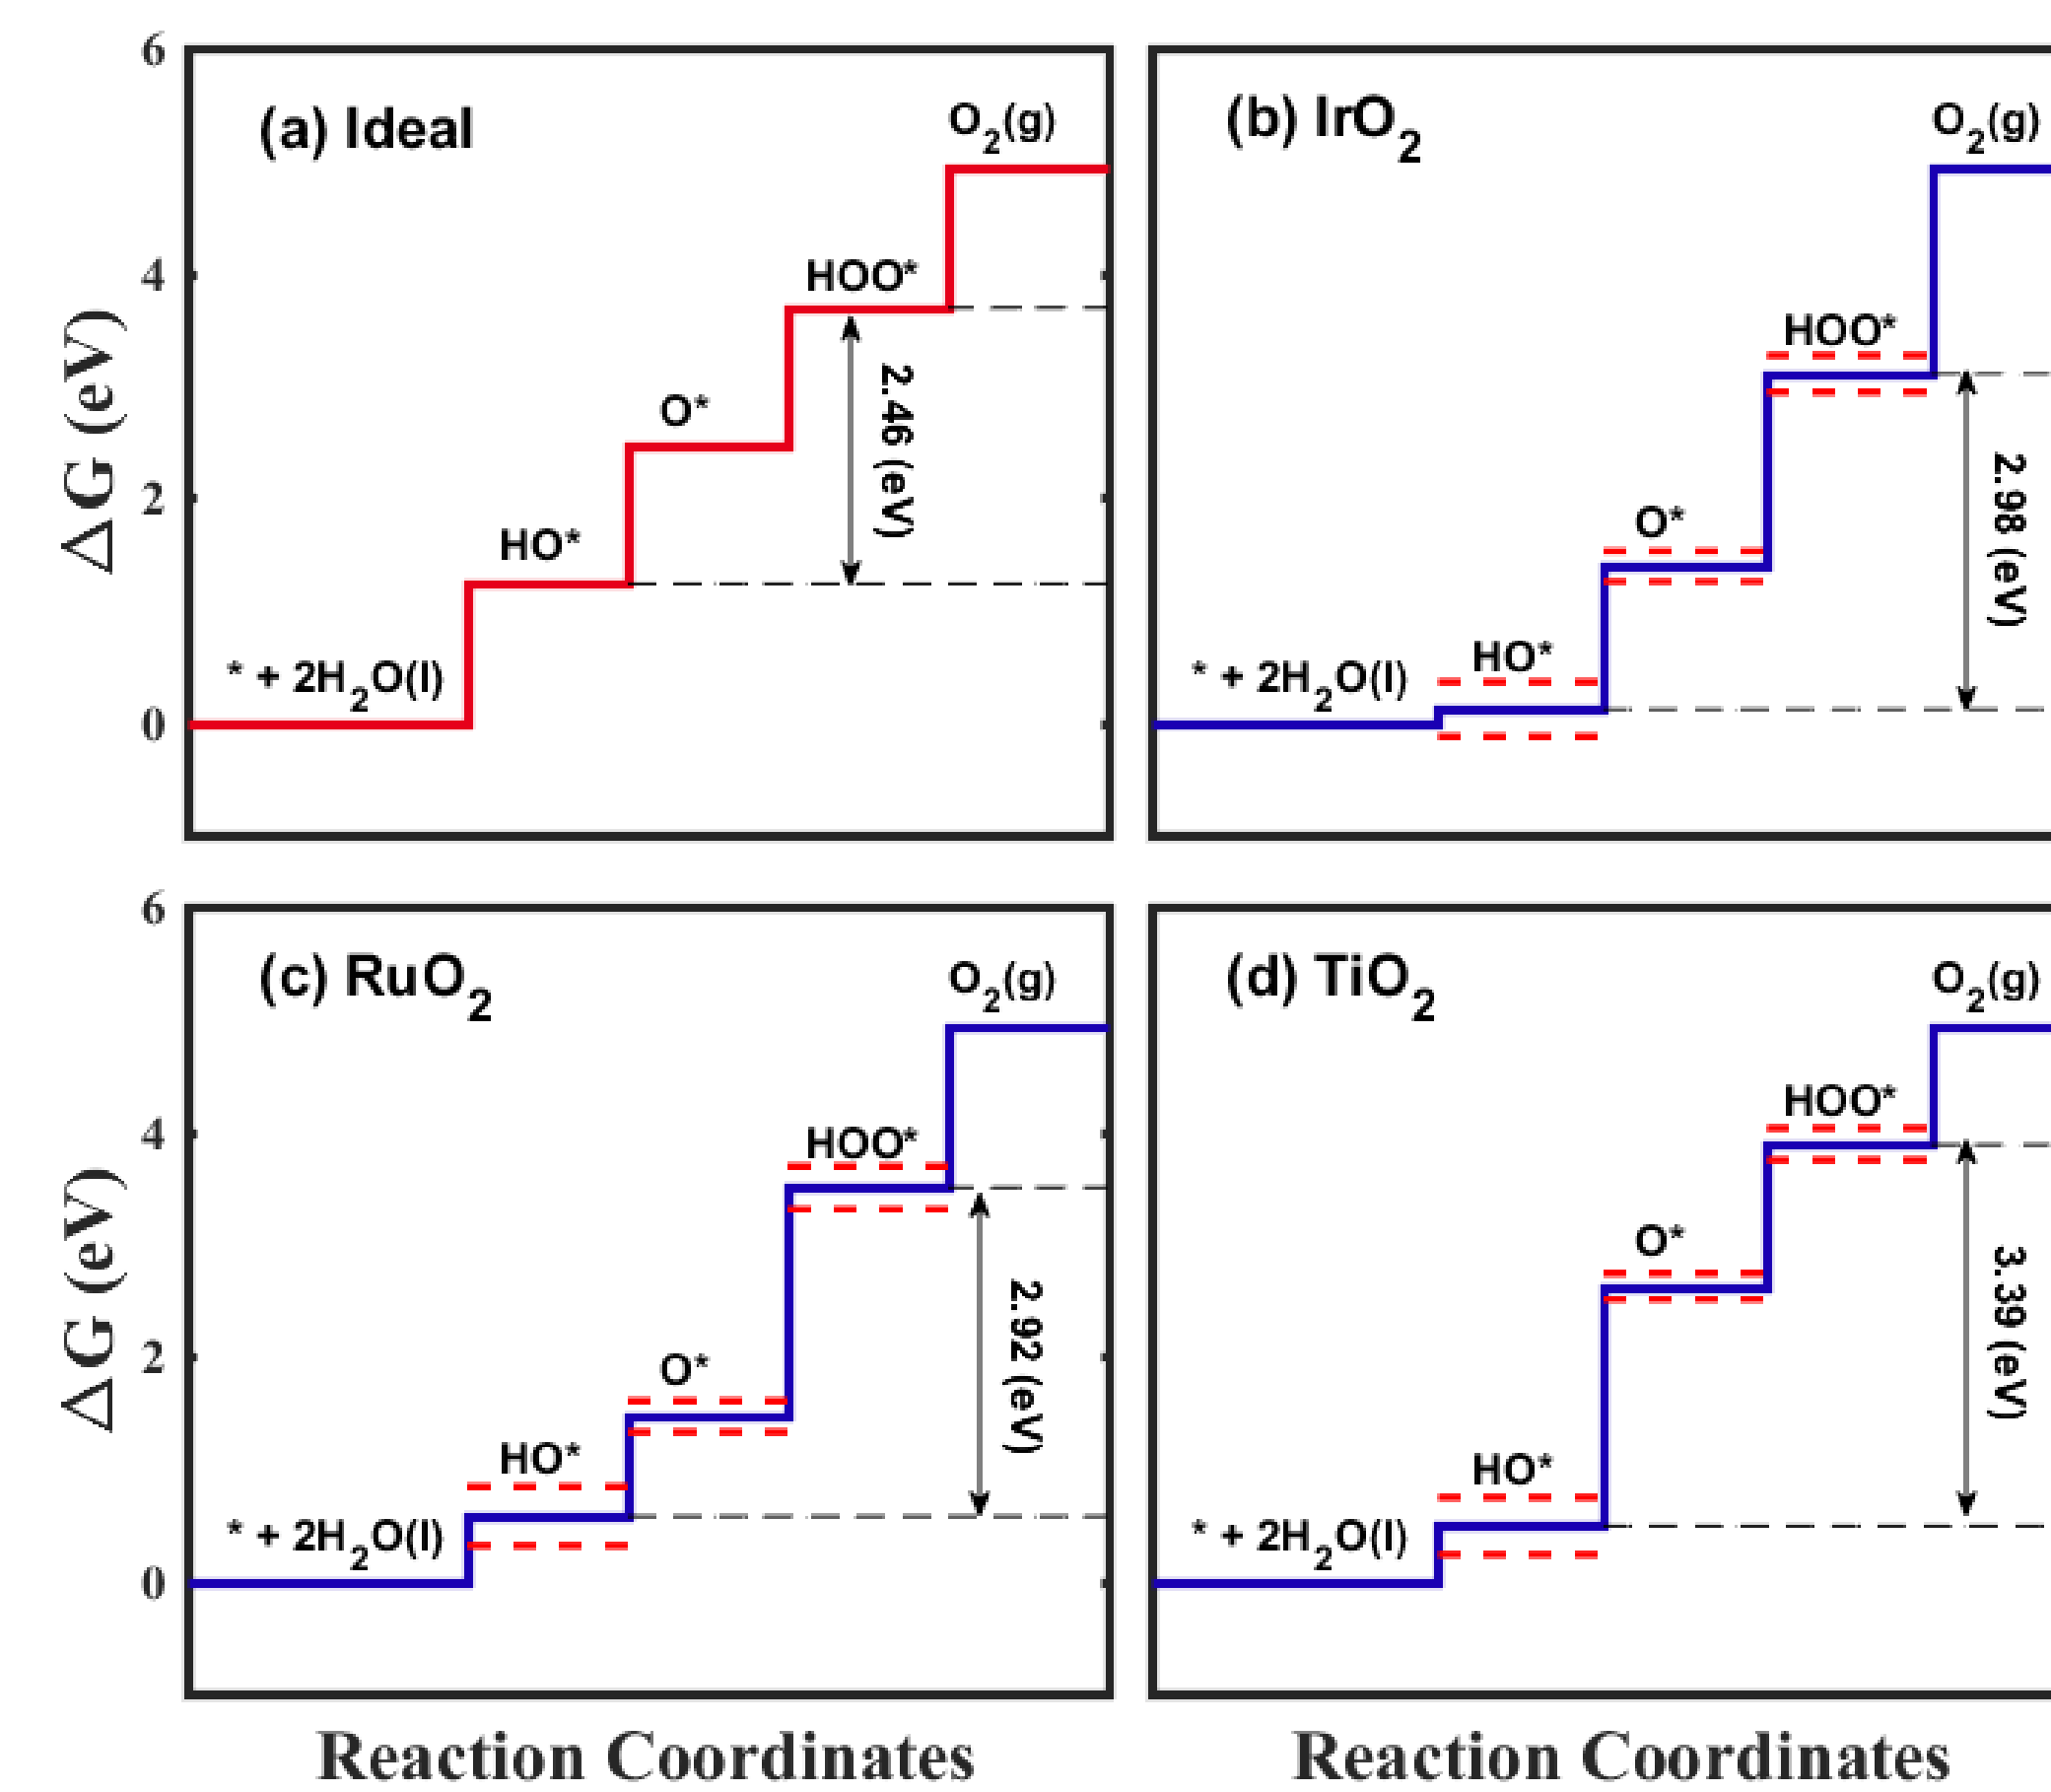 6
(a) Ideal
O2(g)
4
HOO*
2.46 (eV)
O*
2
HO*
* + 2H2O(l)
0
ΔG (eV)
(b) IrO2
O2(g)
HOO*
2.98 (eV)
O*
HO*
* + 2H2O(l)
6
(c) RuO2
O2(g)
4
HOO*
2.92 (eV)
2
O*
HO*
* + 2H2O(l)
0
ΔG (eV)
Reaction Coordinates
(d) TiO2
O2(g)
HOO*
O*
3.39 (eV)
HO*
* + 2H2O(l)
Reaction Coordinates